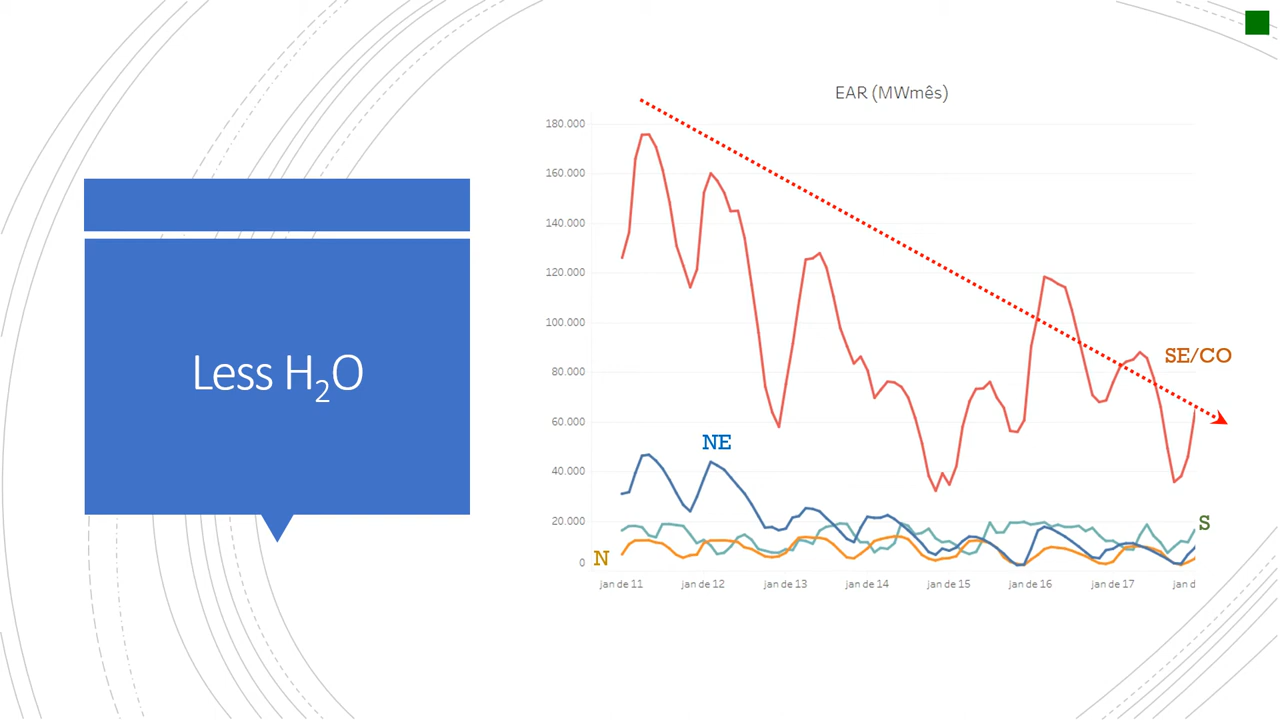 Less H₂O
EAR (MWmês)
180.000
160.000
140.000
120.000
100.000
80.000
60.000
40.000
20.000
0
SE/CO
NE
S
N
jan de 11 jan de 12 jan de 13 jan de 14 jan de 15 jan de 16 jan de 17 jan d